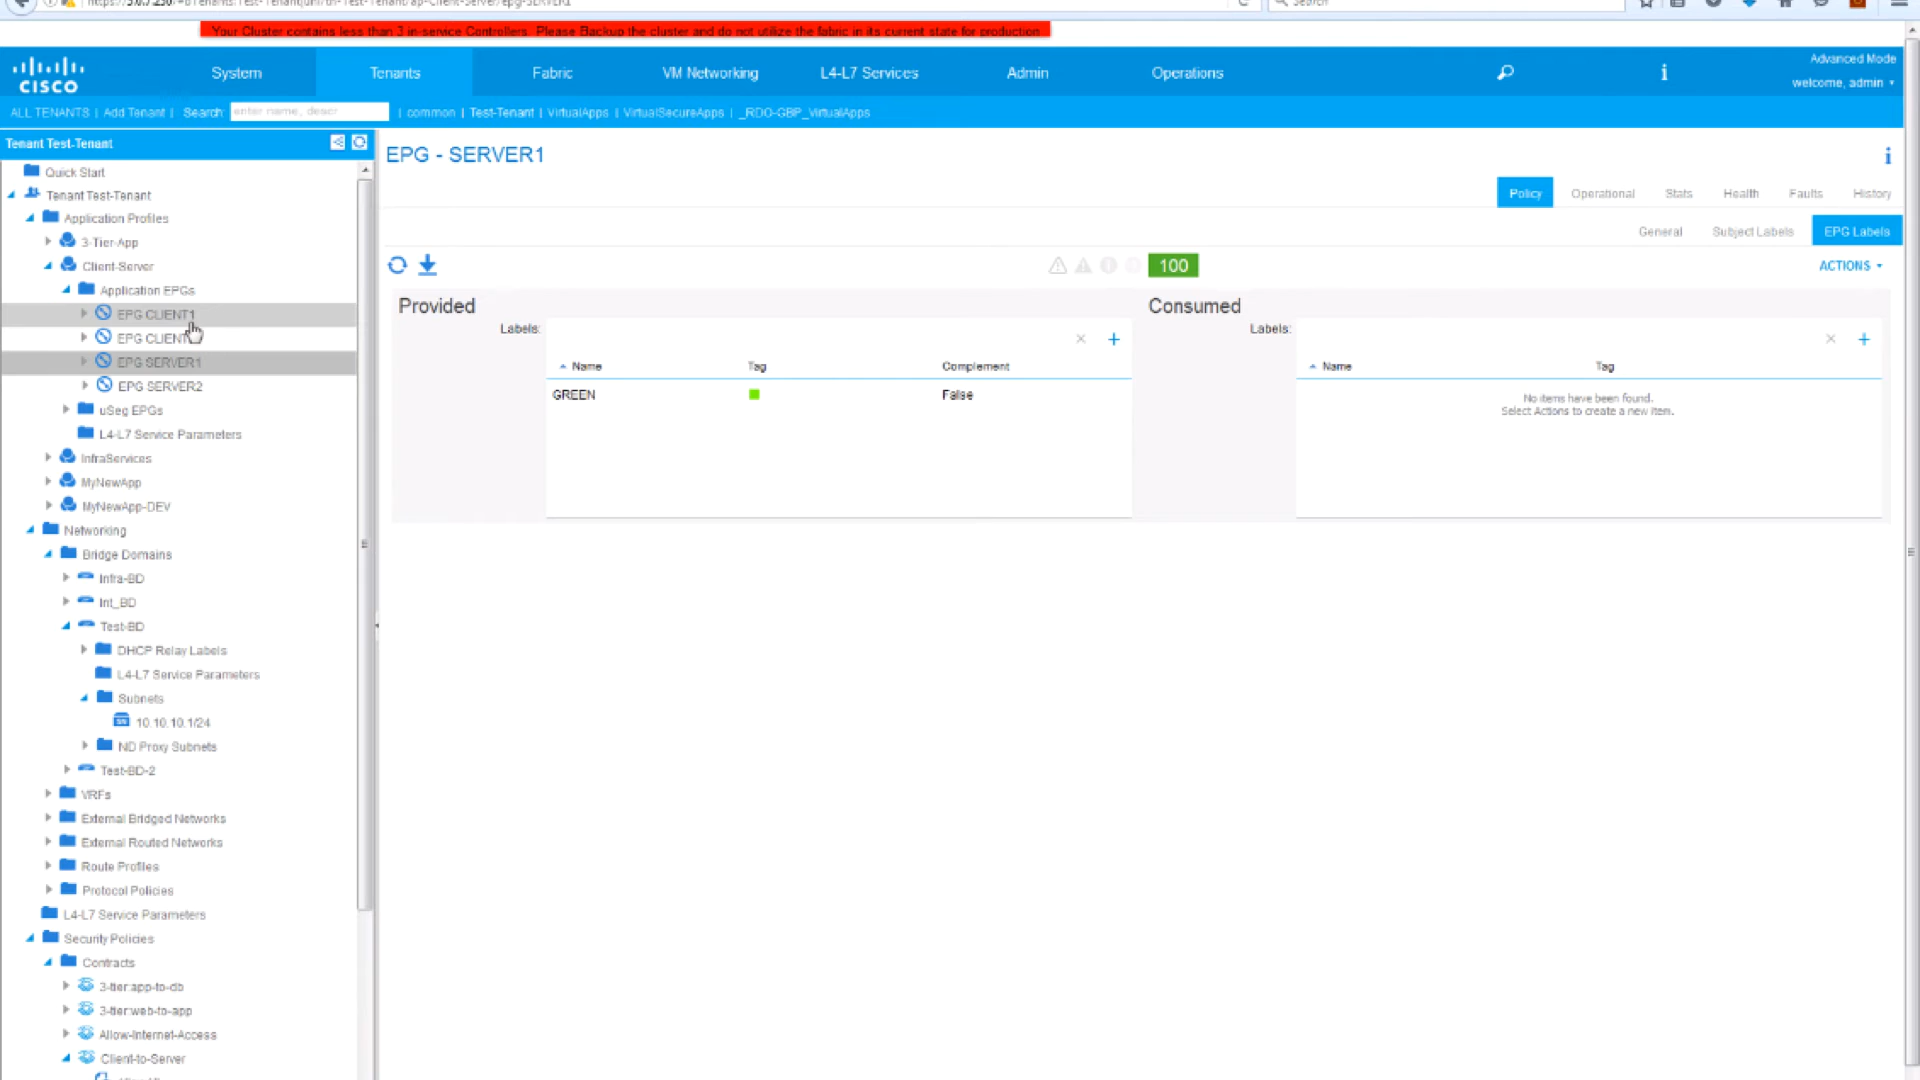 Search
Your Cluster contains less than 3 in-service Controllers. Please Backup the cluster and do not utilize the fabric in its current state for production
CISCO System Tenants Fabric VM Networking L4-L7 Services Admin Operations i Advanced Mode
welcome, admin
ALL TENANTS | Add Tenant | Search: enter name, descr | common | Test-Tenant | VirtualApps | VirtualSecureApps | _RDO-GBP_VirtualApps
Tenant Test-Tenant
Quick Start
Tenant Test-Tenant
Application Profiles
3-Tier-App
Client-Server
Application EPGs
EPG CLIENT1
EPG
EPG SERVER1
EPG SERVER2
uSeg EPGs
L4-L7 Service Parameters
InfraServices
MyNewApp
MyNewApp-DEV
Networking
Bridge Domains
Infra-BD
Int_BD
Test-BD
DHCP Relay Labels
L4-L7 Service Parameters
Subnets
10.10.10.1/24
ND Proxy Subnets
Test-BD-2
VRFs
External Bridged Networks
External Routed Networks
Route Profiles
Protocol Policies
L4-L7 Service Parameters
Security Policies
Contracts
3-tier:app-to-db
3-tier:web-to-app
Allow-Internet-Access
Client-to-Server
EPG - SERVER1
i
Policy Operational Stats Health Faults History
General Subject Labels EPG Labels
100 ACTIONS
Provided
Labels:
Name Tag Complement
GREEN False
Consumed
Labels:
Name Tag
No items have been found.
Select Actions to create a new item.